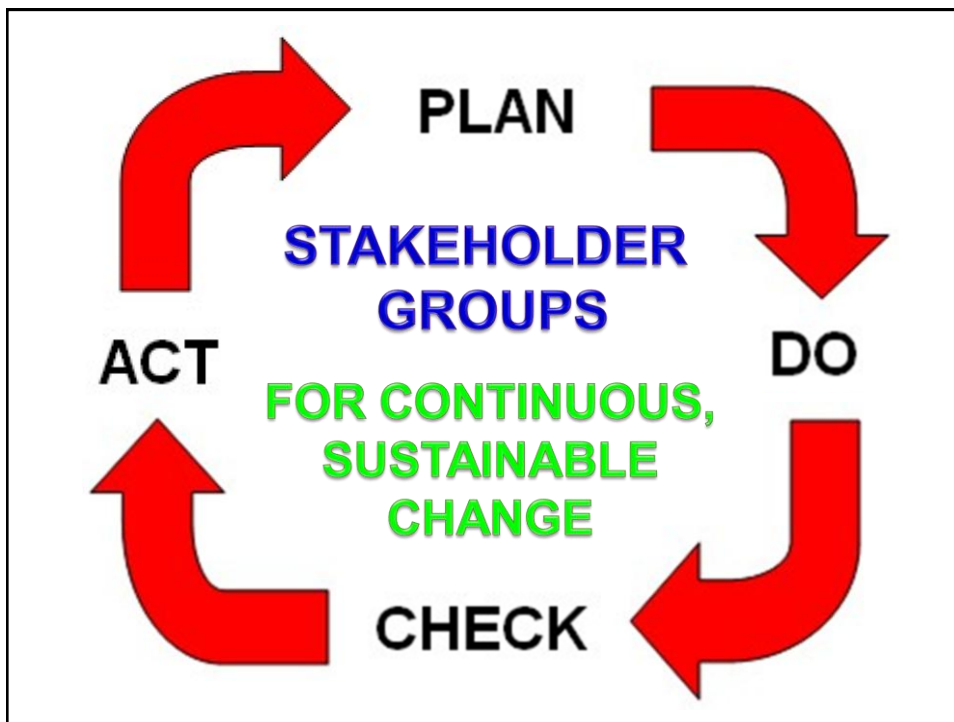 PLAN
STAKEHOLDER
GROUPS
ACT
DO
FOR CONTINUOUS,
SUSTAINABLE
CHANGE
CHECK